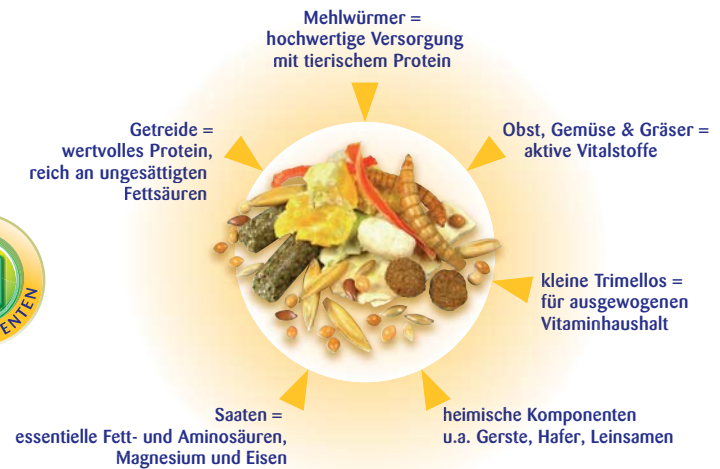 Mehlwürmer =
hochwertige Versorgung
mit tierischem Protein
Getreide =
wertvolles Protein,
reich an ungesättigten
Fettsäuren
Obst, Gemüse & Gräser =
aktive Vitalstoffe
kleine Trimellos =
für ausgewogenen
Vitaminhaushalt
Saaten =
essentielle Fett- und Aminosäuren,
Magnesium und Eisen
heimische Komponenten
u.a. Gerste, Hafer, Leinsamen